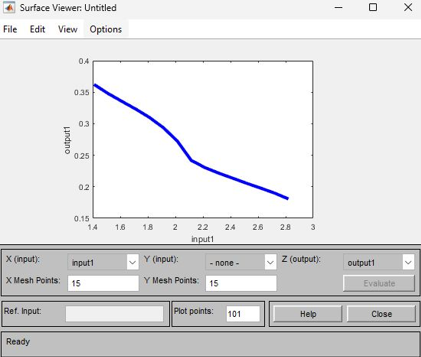 Surface Viewer: Untitled
File Edit View Options
0.4
0.35
0.3
0.25
0.2
0.15
output1
1.4 1.6 1.8 2 2.2 2.4 2.6 2.8 3
input1
X (input): input1 Y (input): - none - Z (output): output1
X Mesh Points: 15 Y Mesh Points: 15 Evaluate
Ref. Input: Plot points: 101 Help Close
Ready